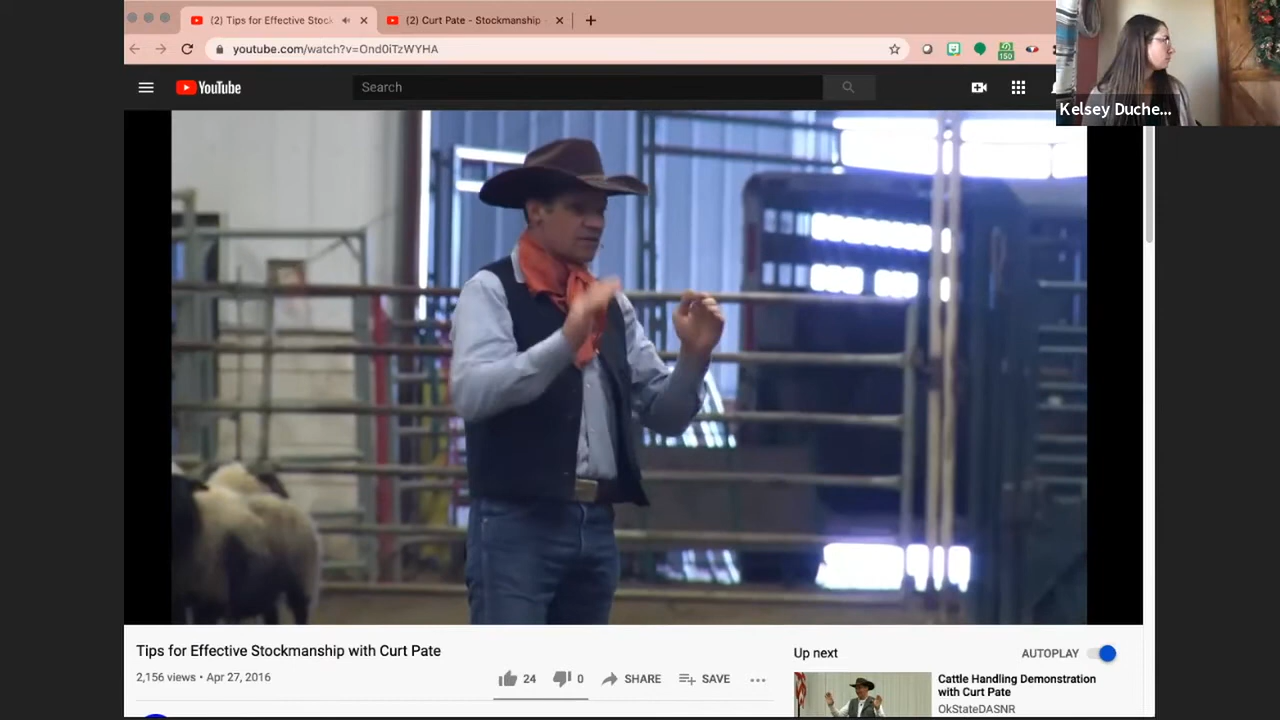 (2) Tips for Effective Stock
(2) Curt Pate - Stockmanship -
youtube.com/watch?v=Ond0iTzWYHA
150
YouTube
Search
Kelsey Duche...
Tips for Effective Stockmanship with Curt Pate
2,156 views • Apr 27, 2016
24
0
SHARE
SAVE
Up next
AUTOPLAY
Cattle Handling Demonstration
with Curt Pate
OkStateDASNR